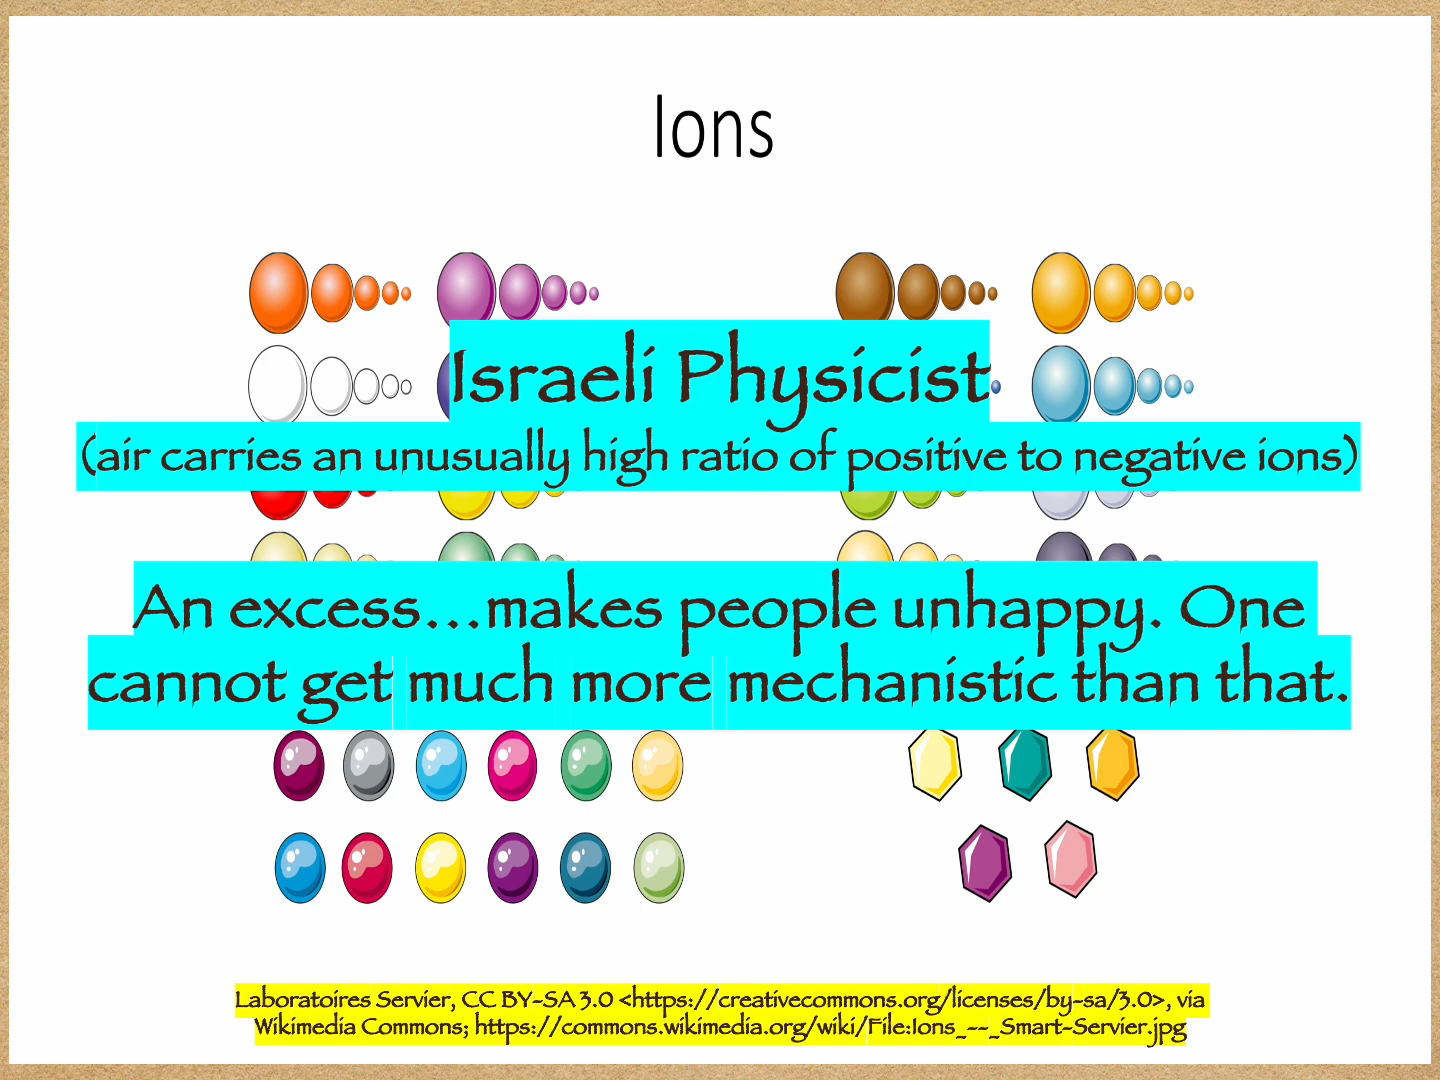 Ions
Israeli Physicist
(air carries an unusually high ratio of positive to negative ions)
An excess...makes people unhappy. One
cannot get much more mechanistic than that.
Laboratoires Servier, CC BY-SA 3.0 <https://creativecommons.org/licenses/by-sa/3.0>, via
Wikimedia Commons; https://commons.wikimedia.org/wiki/File:Ions_--_Smart-Servier.jpg